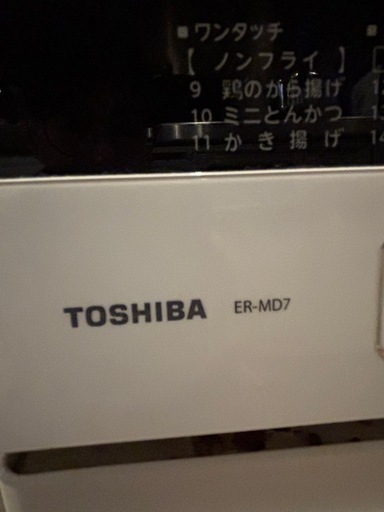 ■ワンタッチ
【 ノンフライ 】
9 鶏のから揚げ
10 ミニとんかつ
11 かき揚げ
TOSHIBA ER-MD7